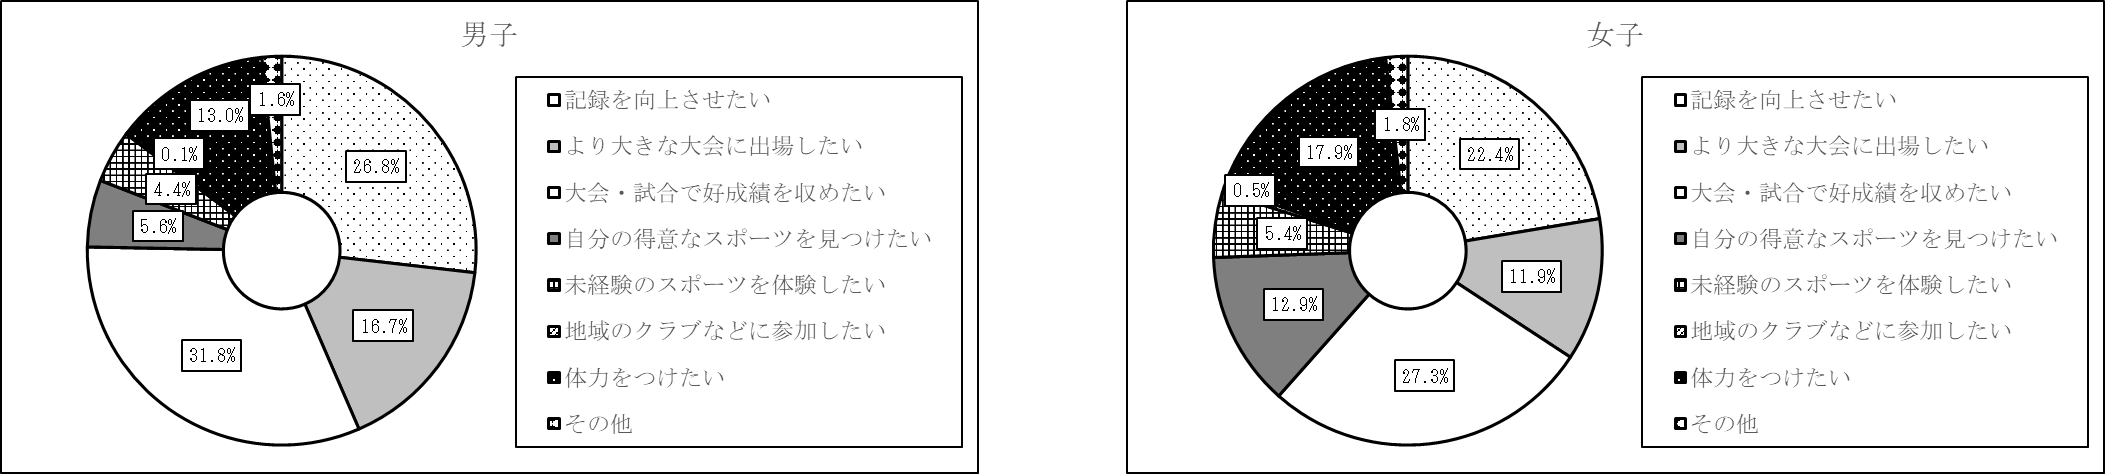 男子
1.6%
13.0%
0.1%
4.4%
5.6%
26.8%
16.7%
31.8%
記録を向上させたい
より大きな大会に出場したい
大会・試合で好成績を収めたい
自分の得意なスポーツを見つけたい
未経験のスポーツを体験したい
地域のクラブなどに参加したい
体力をつけたい
その他
女子
1.8%
17.9%
0.5%
5.4%
12.9%
22.4%
11.9%
27.3%
記録を向上させたい
より大きな大会に出場したい
大会・試合で好成績を収めたい
自分の得意なスポーツを見つけたい
未経験のスポーツを体験したい
地域のクラブなどに参加したい
体力をつけたい
その他